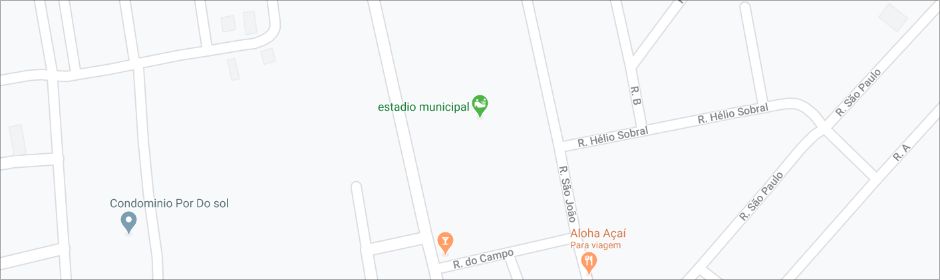 estadio municipal
R. B
R. São Paulo
R. Hélio Sobral
R. Hélio Sobral
R. A
R. São João
R. São Paulo
Condominio Por Do sol
Aloha Açaí
Para viagem
R. do Campo